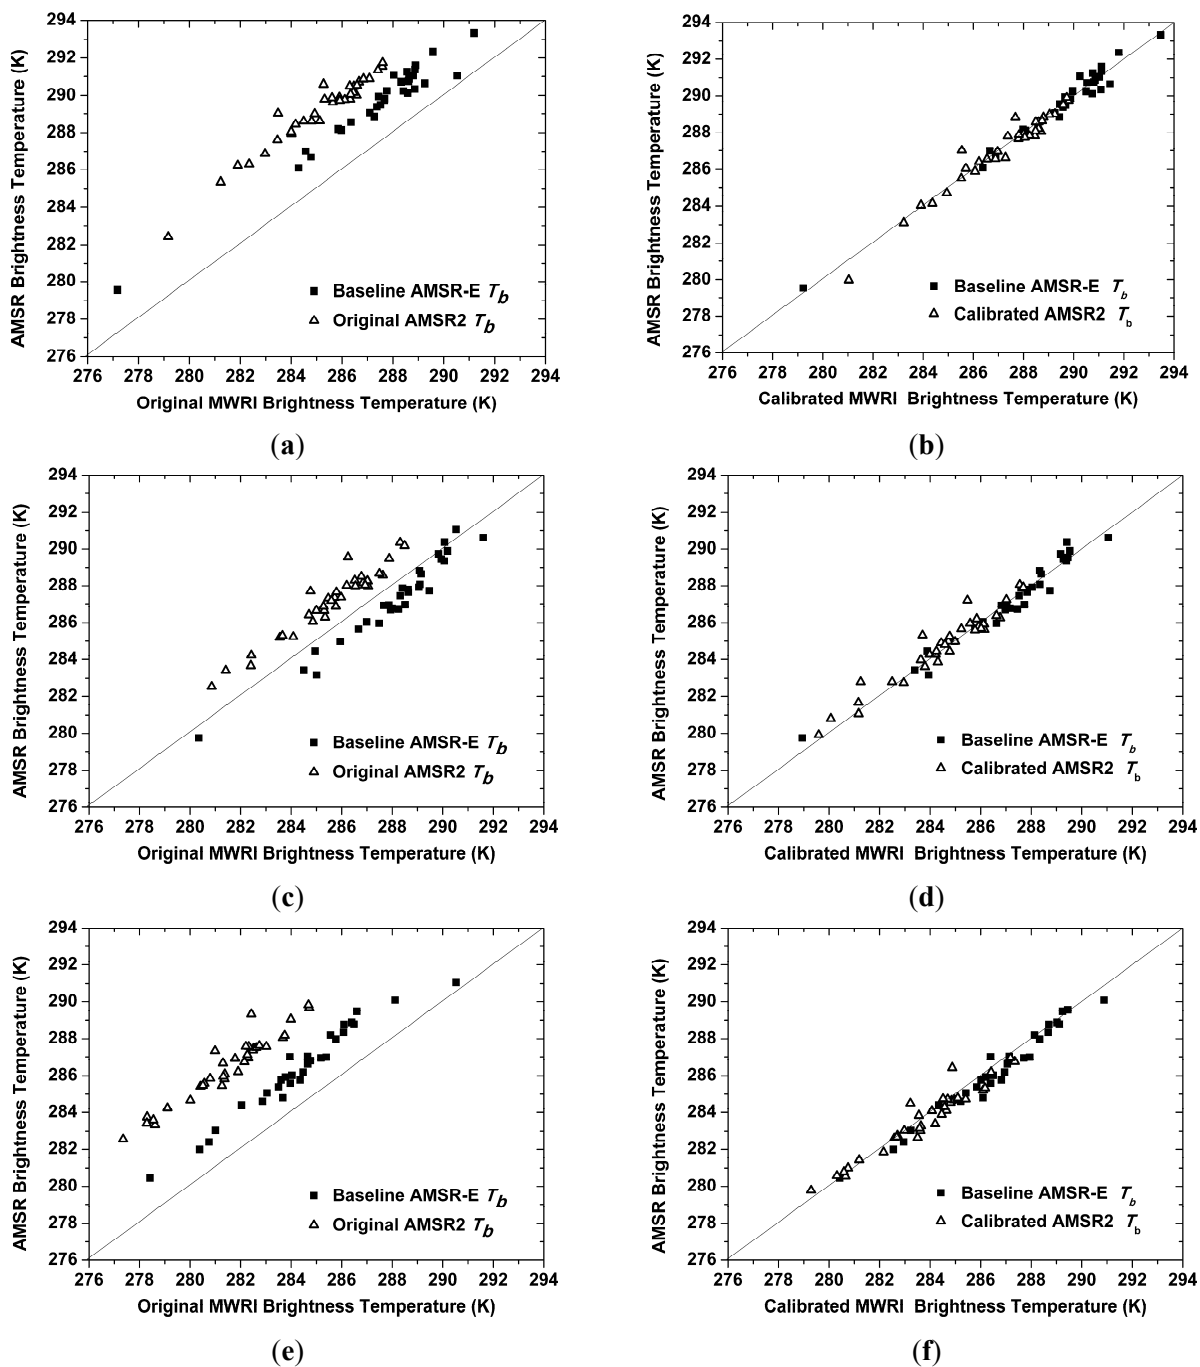 294
292
290
288
286
284
282
280
278
276
276 278 280 282 284 286 288 290 292 294
AMSR Brightness Temperature (K)
Original MWRI Brightness Temperature (K)
Baseline AMSR-E Tb
Original AMSR2 Tb
(a)
294
292
290
288
286
284
282
280
278
276
276 278 280 282 284 286 288 290 292 294
AMSR Brightness Temperature (K)
Calibrated MWRI Brightness Temperature (K)
Baseline AMSR-E Tb
Calibrated AMSR2 Tb
(b)
294
292
290
288
286
284
282
280
278
276
276 278 280 282 284 286 288 290 292 294
AMSR Brightness Temperature (K)
Original MWRI Brightness Temperature (K)
Baseline AMSR-E Tb
Original AMSR2 Tb
(c)
294
292
290
288
286
284
282
280
278
276
276 278 280 282 284 286 288 290 292 294
AMSR Brightness Temperature (K)
Calibrated MWRI Brightness Temperature (K)
Baseline AMSR-E Tb
Calibrated AMSR2 Tb
(d)
294
292
290
288
286
284
282
280
278
276
276 278 280 282 284 286 288 290 292 294
AMSR Brightness Temperature (K)
Original MWRI Brightness Temperature (K)
Baseline AMSR-E Tb
Original AMSR2 Tb
(e)
294
292
290
288
286
284
282
280
278
276
276 278 280 282 284 286 288 290 292 294
AMSR Brightness Temperature (K)
Calibrated MWRI Brightness Temperature (K)
Baseline AMSR-E Tb
Calibrated AMSR2 Tb
(f)